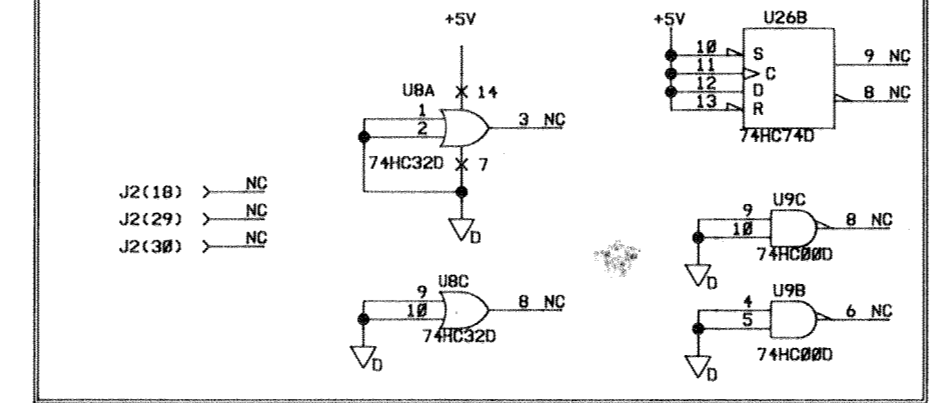 +5V
U8A
14
1
2
3 NC
74HC32D
7
D
J2(18) NC
J2(29) NC
J2(30) NC
U8C
9
10
8 NC
74HC32D
D
+5V
U26B
10 S
11 C
12 D
13 R
9 NC
8 NC
74HC74D
U9C
9
10
8 NC
74HC00D
D
U9B
4
5
6 NC
74HC00D
D